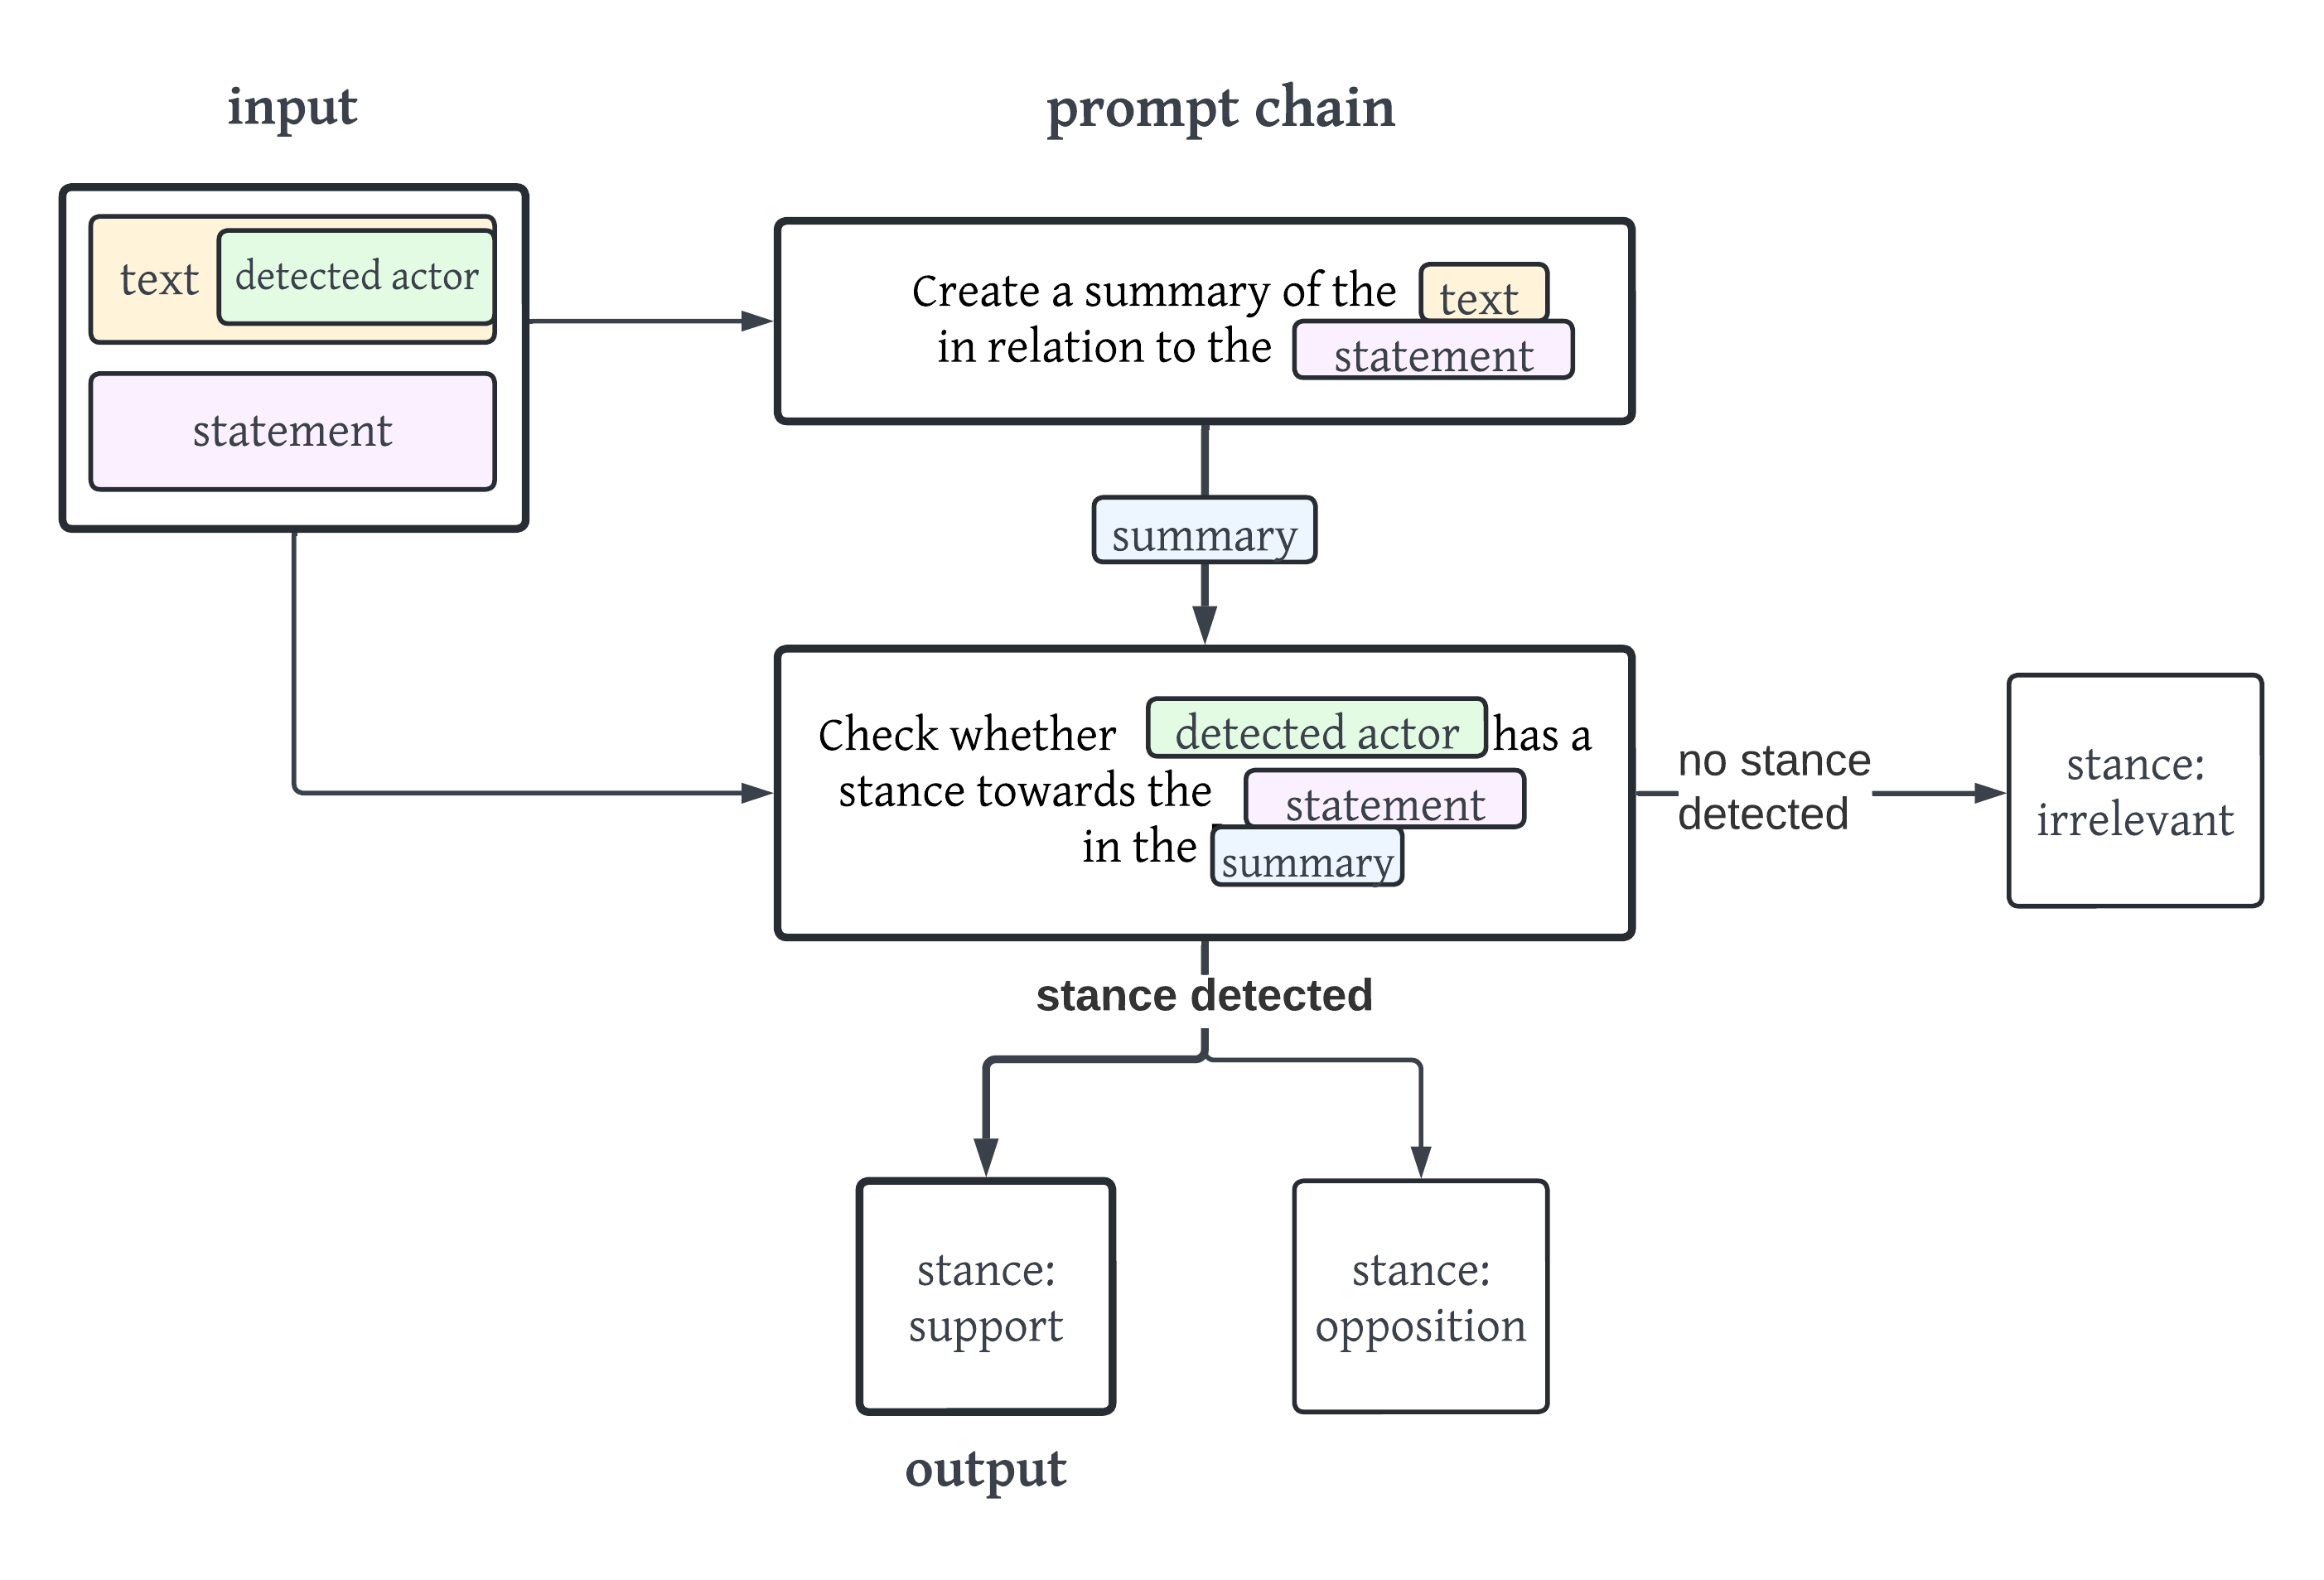 input
prompt chain
text detected actor
statement
Create a summary of the text
in relation to the statement
summary
Check whether detected actor has a
stance towards the statement
in the summary
no stance
detected
stance:
irrelevant
stance detected
stance:
support
stance:
opposition
output